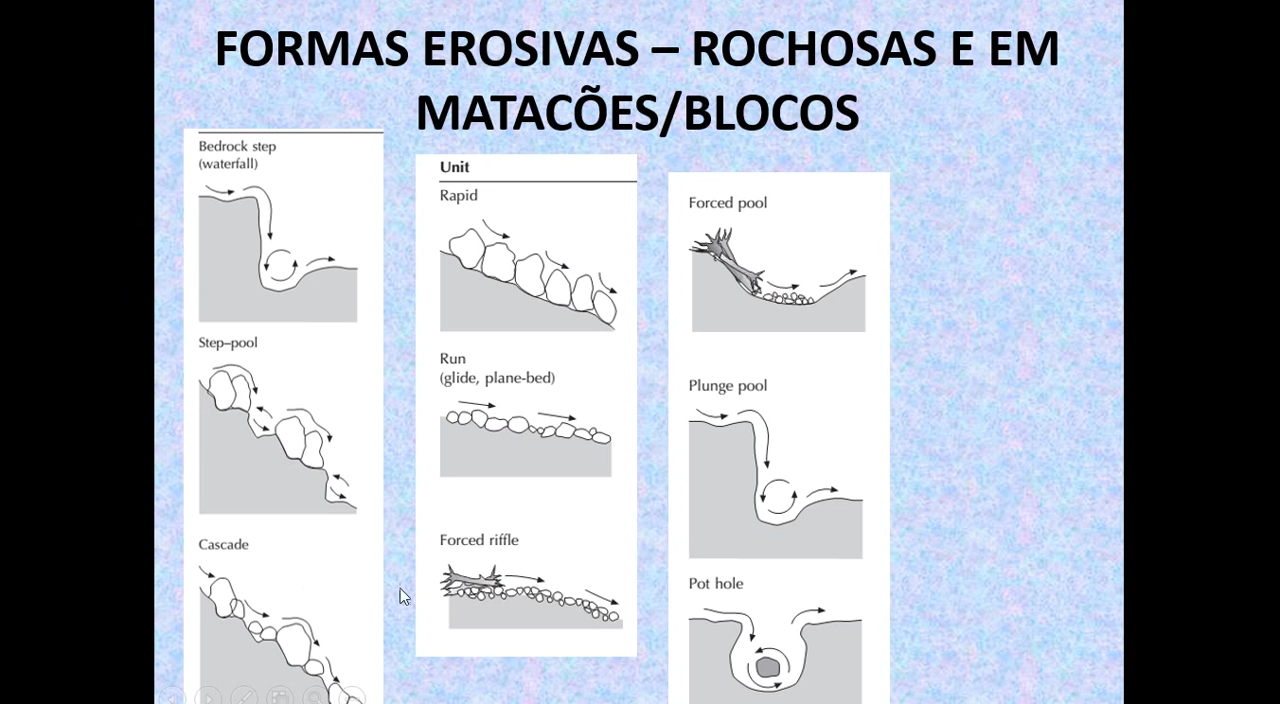 FORMAS EROSIVAS – ROCHOSAS E EM
MATACÕES/BLOCOS
Bedrock step
(waterfall)
Step–pool
Cascade
Unit
Rapid
Run
(glide, plane-bed)
Forced riffle
Forced pool
Plunge pool
Pot hole